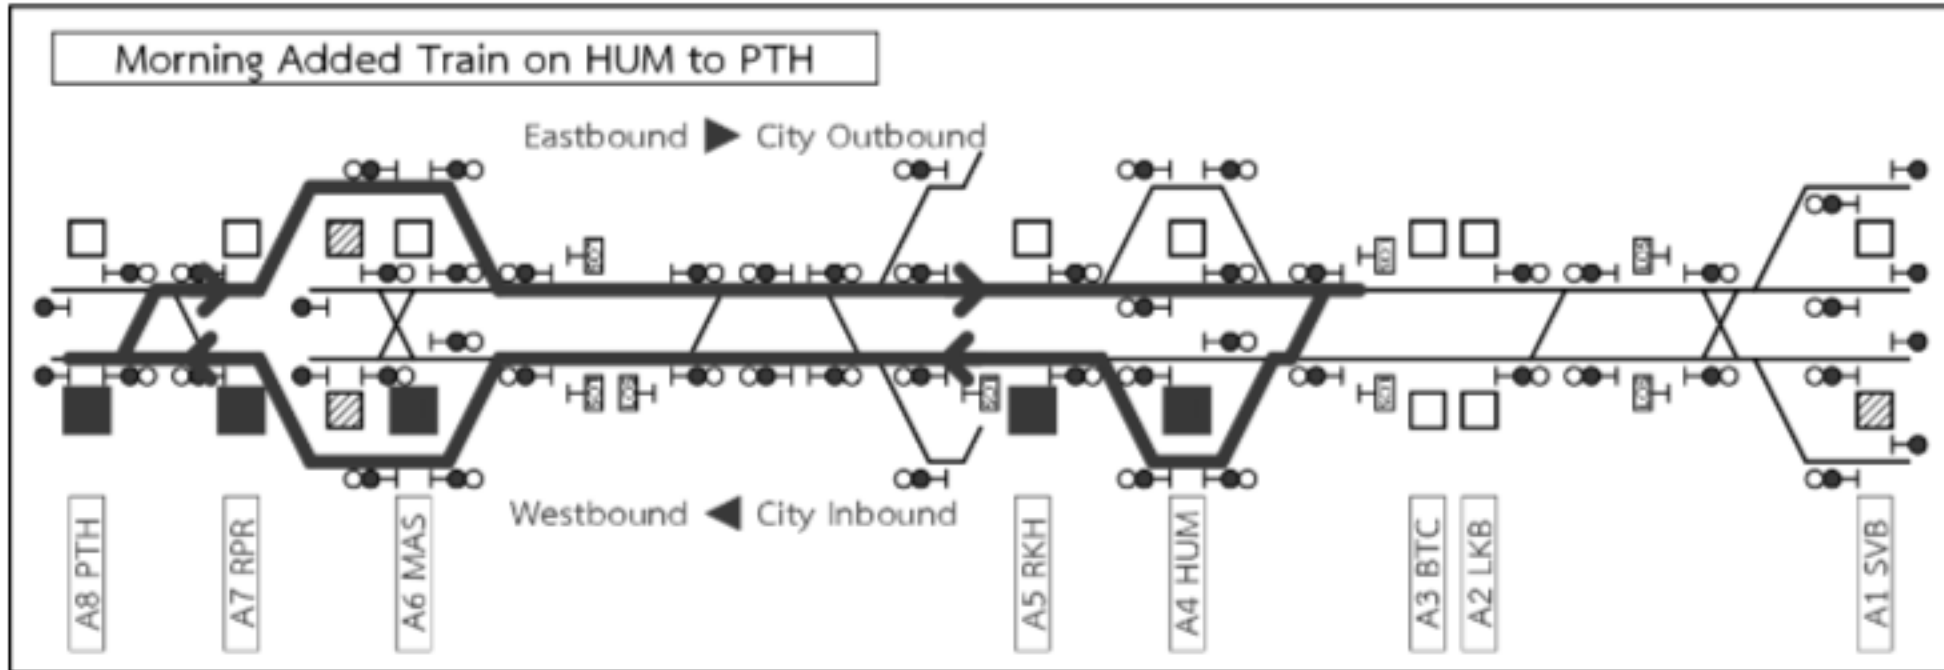 Morning Added Train on HUM to PTH
Eastbound ▶ City Outbound
Westbound ◀ City Inbound
A8 PTH
A7 RPR
A6 MAS
A5 RKH
A4 HUM
A3 BTC
A2 LKB
A1 SVB